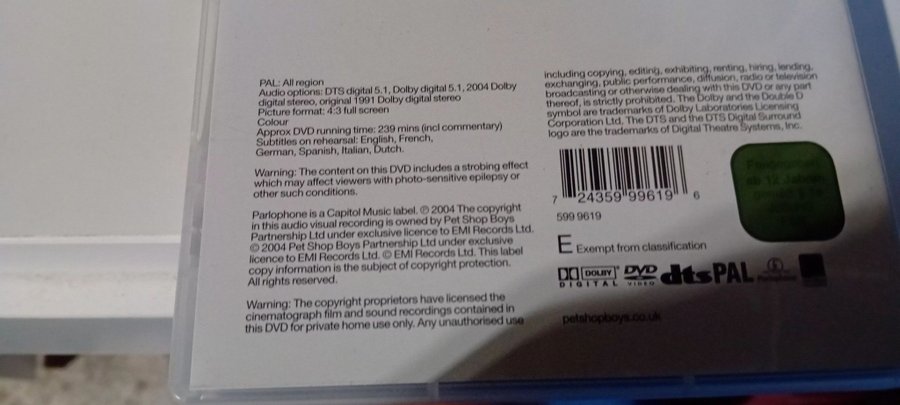 PAL: All region
Audio options: DTS digital 5.1, Dolby digital 5.1, 2004 Dolby
digital stereo, original 1991 Dolby digital stereo
Picture format: 4:3 full screen
Colour
Approx DVD running time: 239 mins (incl commentary)
Subtitles on rehearsal: English, French,
German, Spanish, Italian, Dutch.
Warning: The content on this DVD includes a strobing effect
which may affect viewers with photo-sensitive epilepsy or
other such conditions.
Parlophone is a Capitol Music label. ℗ 2004 The copyright
in this audio visual recording is owned by Pet Shop Boys
Partnership Ltd under exclusive licence to EMI Records Ltd.
© 2004 Pet Shop Boys Partnership Ltd under exclusive
licence to EMI Records Ltd. © EMI Records Ltd. This label
copy information is the subject of copyright protection.
All rights reserved.
Warning: The copyright proprietors have licensed the
cinematograph film and sound recordings contained in
this DVD for private home use only. Any unauthorised use
including copying, editing, exhibiting, renting, hiring, lending,
exchanging, public performance, diffusion, radio or television
broadcasting or otherwise dealing with this DVD or any part
thereof, is strictly prohibited. The Dolby and the Double D
symbol are trademarks of Dolby Laboratories Licensing
Corporation Ltd. The DTS and the DTS Digital Surround
logo are the trademarks of Digital Theatre Systems, Inc.
7 24359 99619 6
599 9619
E Exempt from classification
DOLBY DIGITAL DVD VIDEO dts PAL
petshopboys.co.uk
ab 12 Jahren